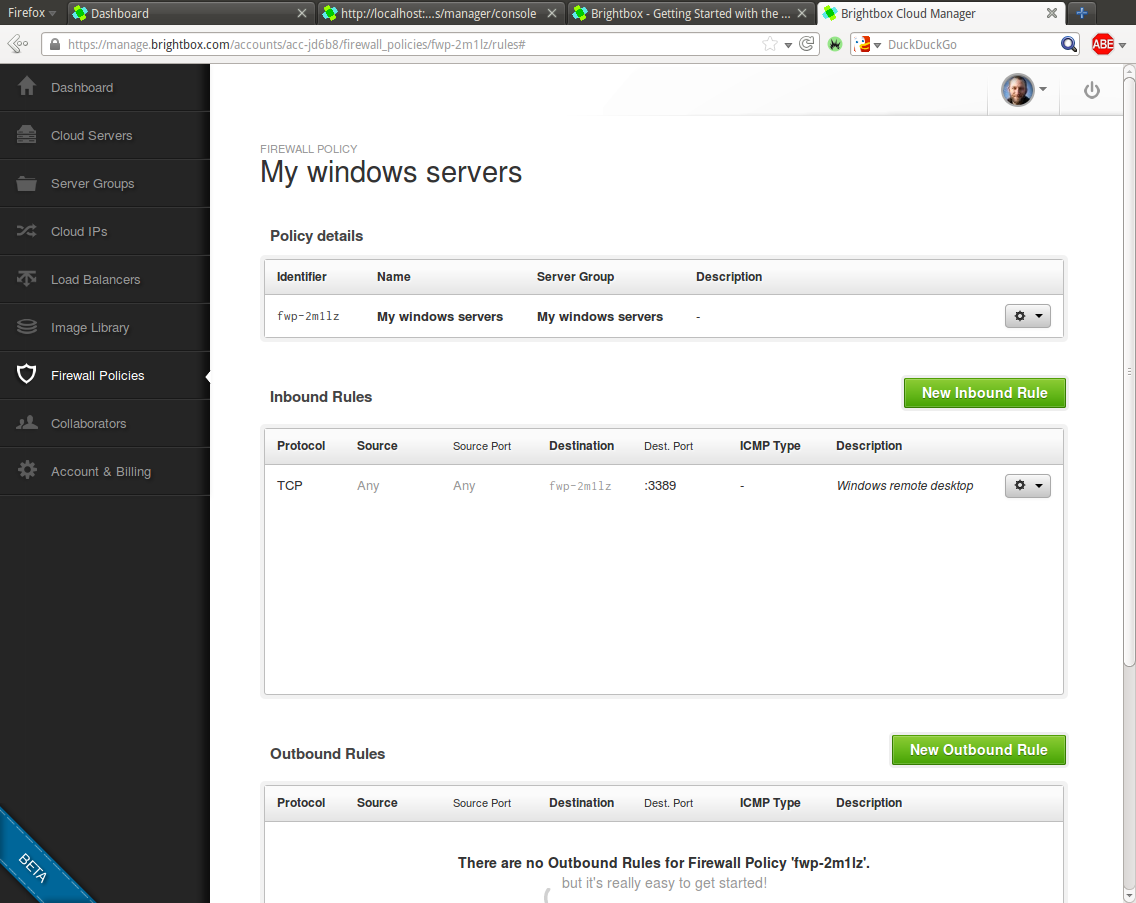 Firefox
Dashboard
http://localhost:...s/manager/console
Brightbox - Getting Started with the ...
Brightbox Cloud Manager
https://manage.brightbox.com/accounts/acc-jd6b8/firewall_policies/fwp-2m1lz/rules#
DuckDuckGo
ABE
Dashboard
Cloud Servers
Server Groups
Cloud IPs
Load Balancers
Image Library
Firewall Policies
Collaborators
Account & Billing
BETA
FIREWALL POLICY
My windows servers
Policy details
Identifier Name Server Group Description
fwp-2m1lz My windows servers My windows servers -
Inbound Rules
New Inbound Rule
Protocol Source Source Port Destination Dest. Port ICMP Type Description
TCP Any Any fwp-2m1lz :3389 - Windows remote desktop
Outbound Rules
New Outbound Rule
Protocol Source Source Port Destination Dest. Port ICMP Type Description
There are no Outbound Rules for Firewall Policy 'fwp-2m1lz'.
but it's really easy to get started!